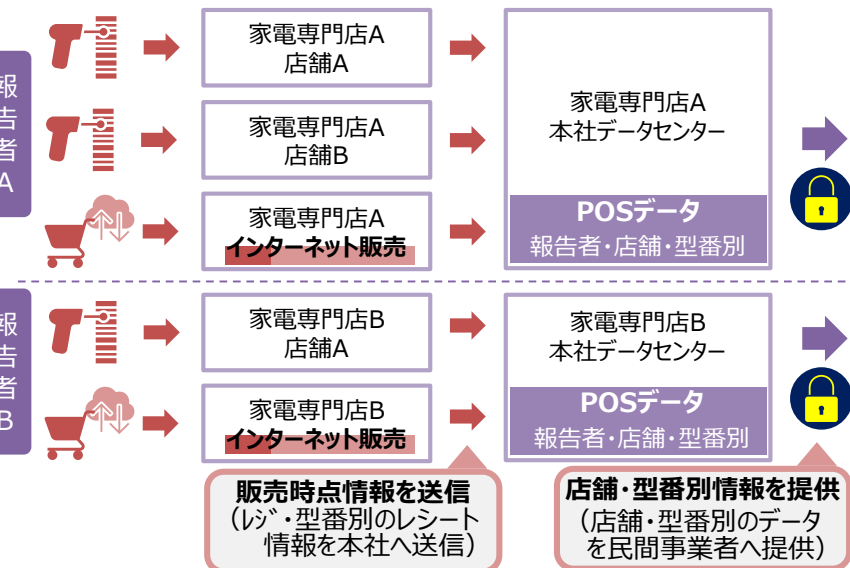 報
告
者
A
家電専門店A
店舗A
家電専門店A
店舗B
家電専門店A
インターネット販売
家電専門店A
本社データセンター
POSデータ
報告者・店舗・型番別
報
告
者
B
家電専門店B
店舗A
家電専門店B
インターネット販売
家電専門店B
本社データセンター
POSデータ
報告者・店舗・型番別
販売時点情報を送信
（ﾚｼﾞ・型番別のレシート
情報を本社へ送信）
店舗・型番別情報を提供
（店舗・型番別のデータ
を民間事業者へ提供）